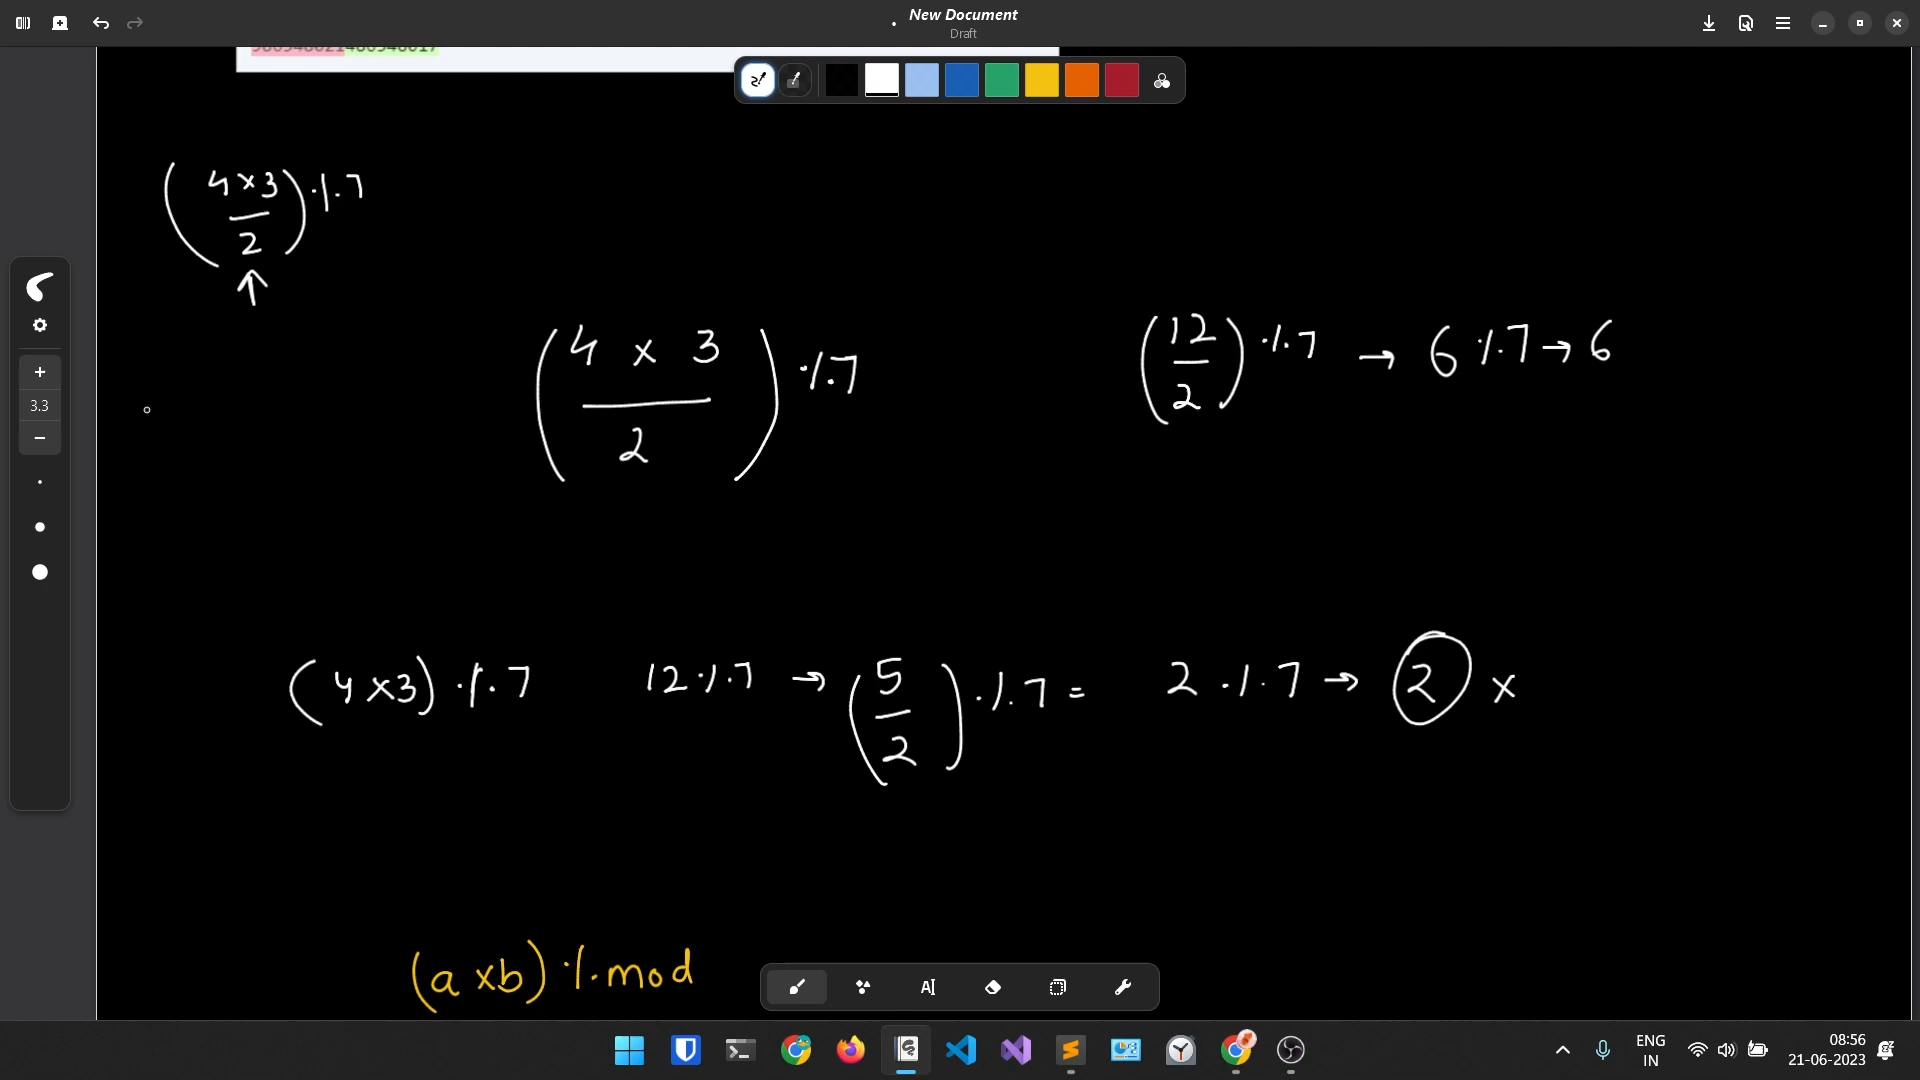 New Document
Draft
(4 × 3 / 2) % 7
(4 × 3 / 2) % 7
(12 / 2) % 7 → 6 % 7 → 6
3.3
(4 × 3) % 7 12 % 7 → (5 / 2) % 7 = 2 % 7 → 2 x
(a × b) % mod
AI
ENG
IN
08:56
21-06-2023